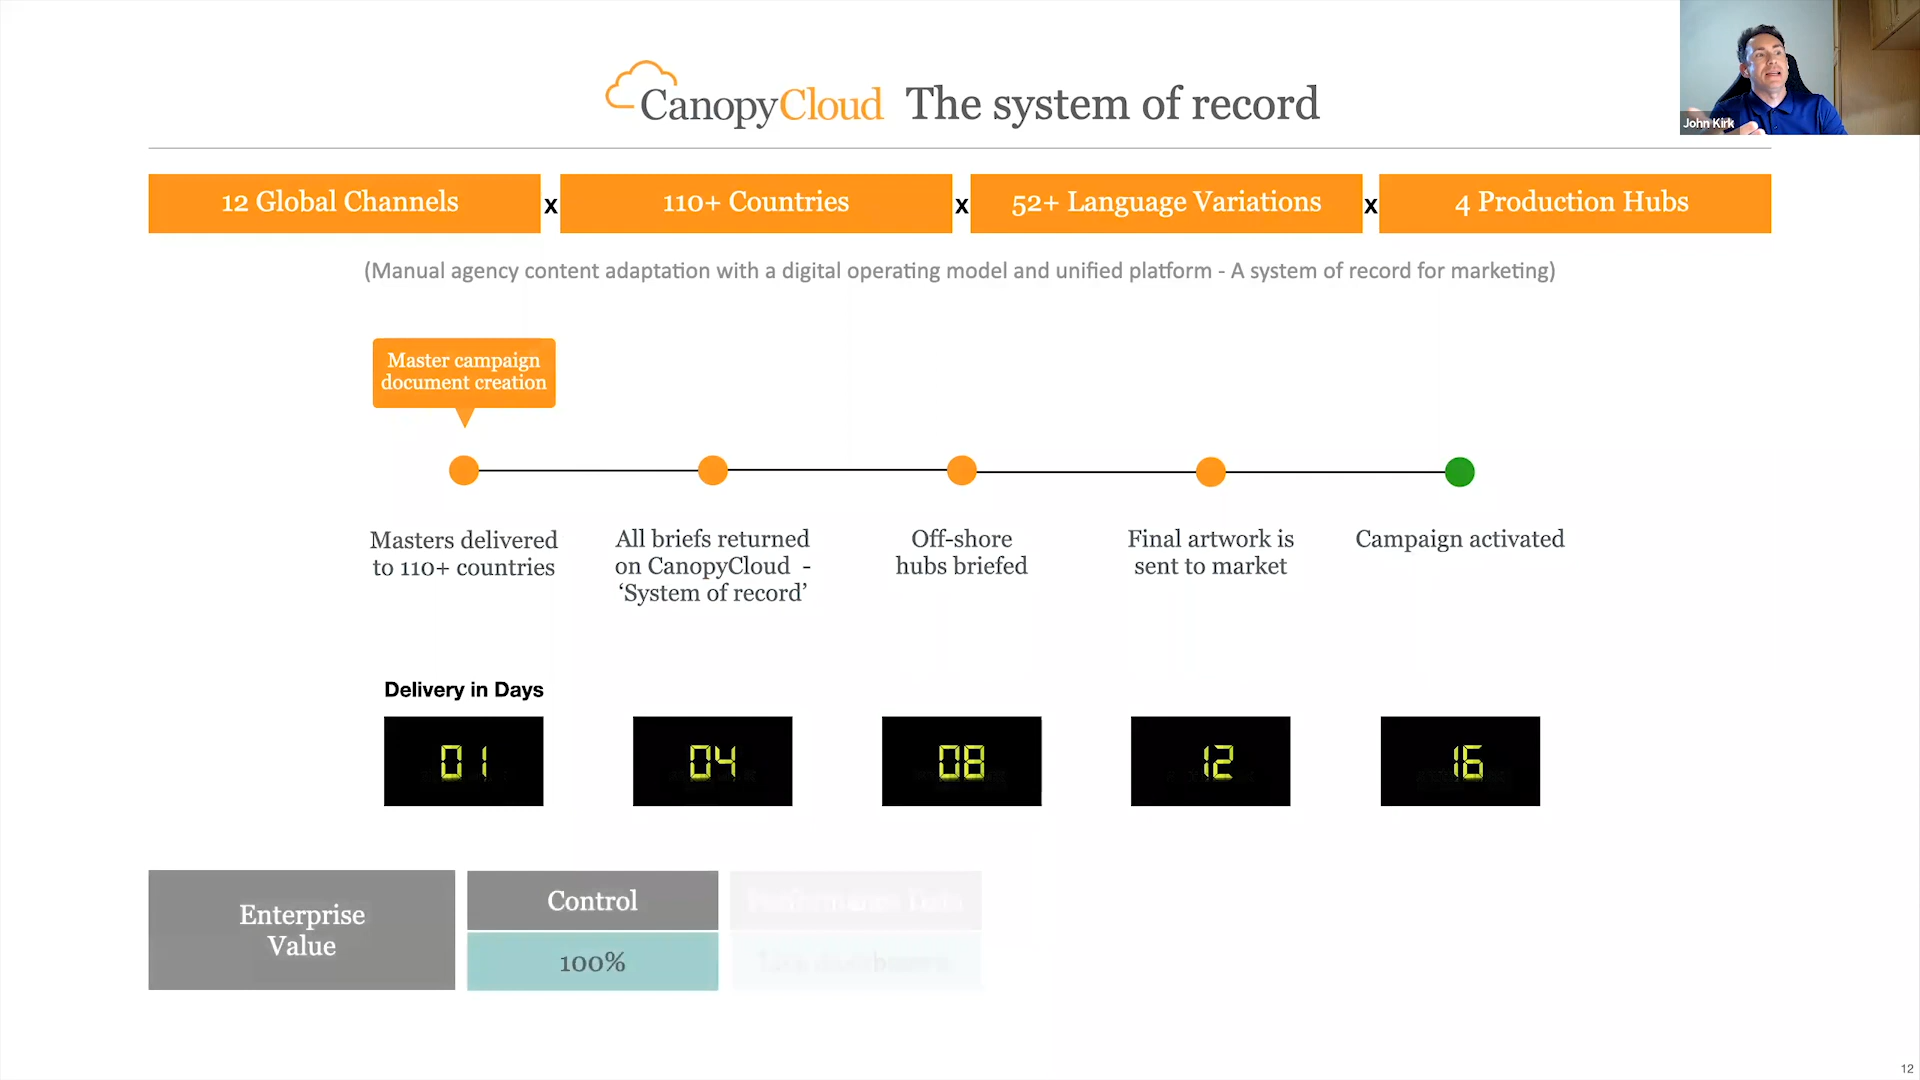 CanopyCloud The system of record
John Kirk
12 Global Channels x 110+ Countries x 52+ Language Variations x 4 Production Hubs
(Manual agency content adaptation with a digital operating model and unified platform - A system of record for marketing)
Master campaign
document creation
Masters delivered
to 110+ countries
All briefs returned
on CanopyCloud -
‘System of record’
Off-shore
hubs briefed
Final artwork is
sent to market
Campaign activated
Delivery in Days
01
04
08
12
16
Enterprise
Value
Control
100%
12